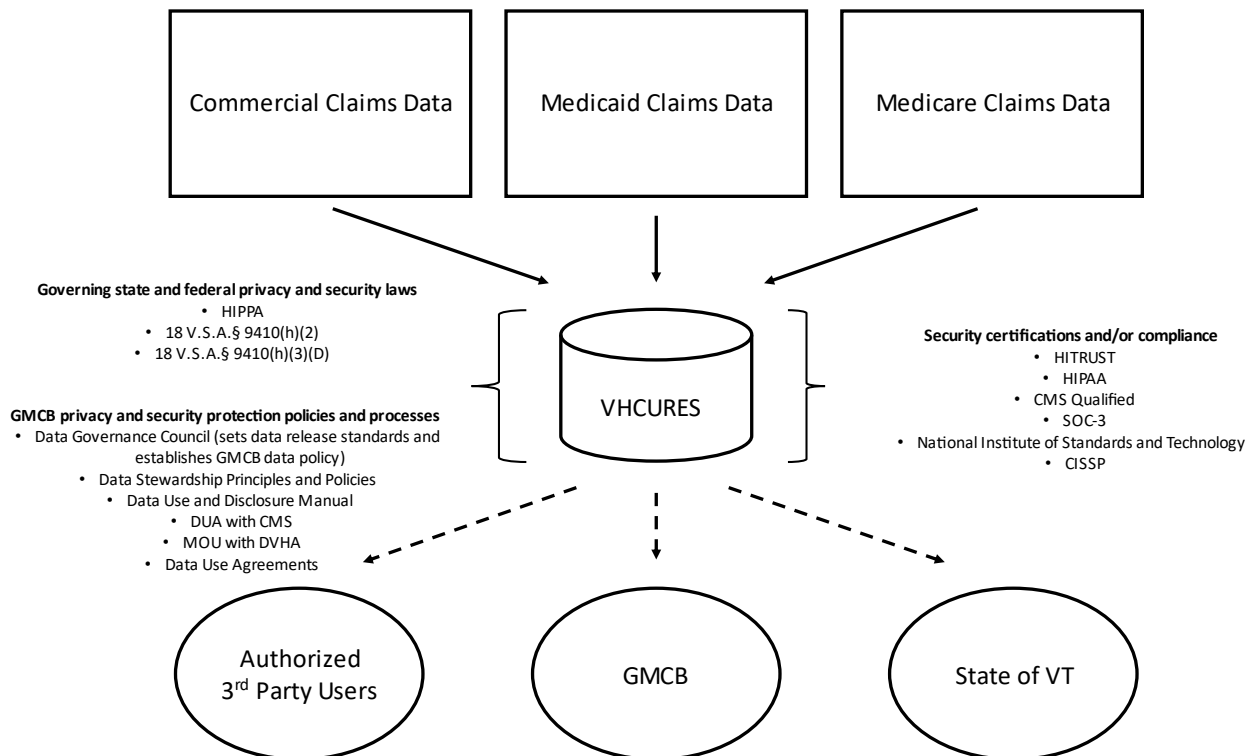 Commercial Claims Data
Medicaid Claims Data
Medicare Claims Data
Governing state and federal privacy and security laws
• HIPPA
• 18 V.S.A.§ 9410(h)(2)
• 18 V.S.A.§ 9410(h)(3)(D)
GMCB privacy and security protection policies and processes
• Data Governance Council (sets data release standards and
establishes GMCB data policy)
• Data Stewardship Principles and Policies
• Data Use and Disclosure Manual
• DUA with CMS
• MOU with DVHA
• Data Use Agreements
VHCURES
Security certifications and/or compliance
• HITRUST
• HIPAA
• CMS Qualified
• SOC-3
• National Institute of Standards and Technology
• CISSP
Authorized
3rd Party Users
GMCB
State of VT